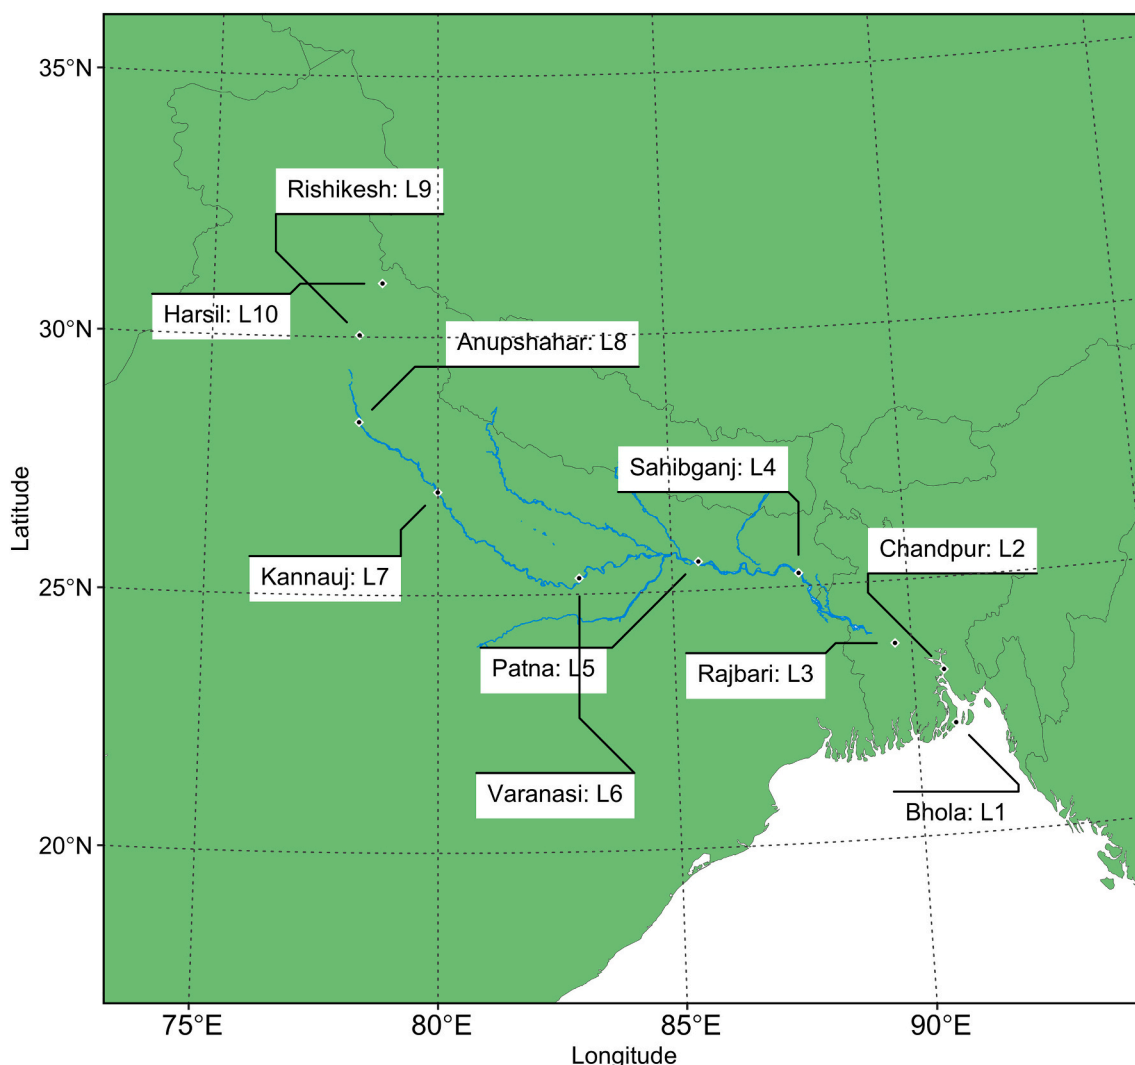 35°N
Rishikesh: L9
Harsil: L10
30°N
Anupshahar: L8
Sahibganj: L4
Latitude
Chandpur: L2
Kannauj: L7
25°N
Patna: L5
Rajbari: L3
Varanasi: L6
Bhola: L1
20°N
75°E
80°E
85°E
90°E
Longitude